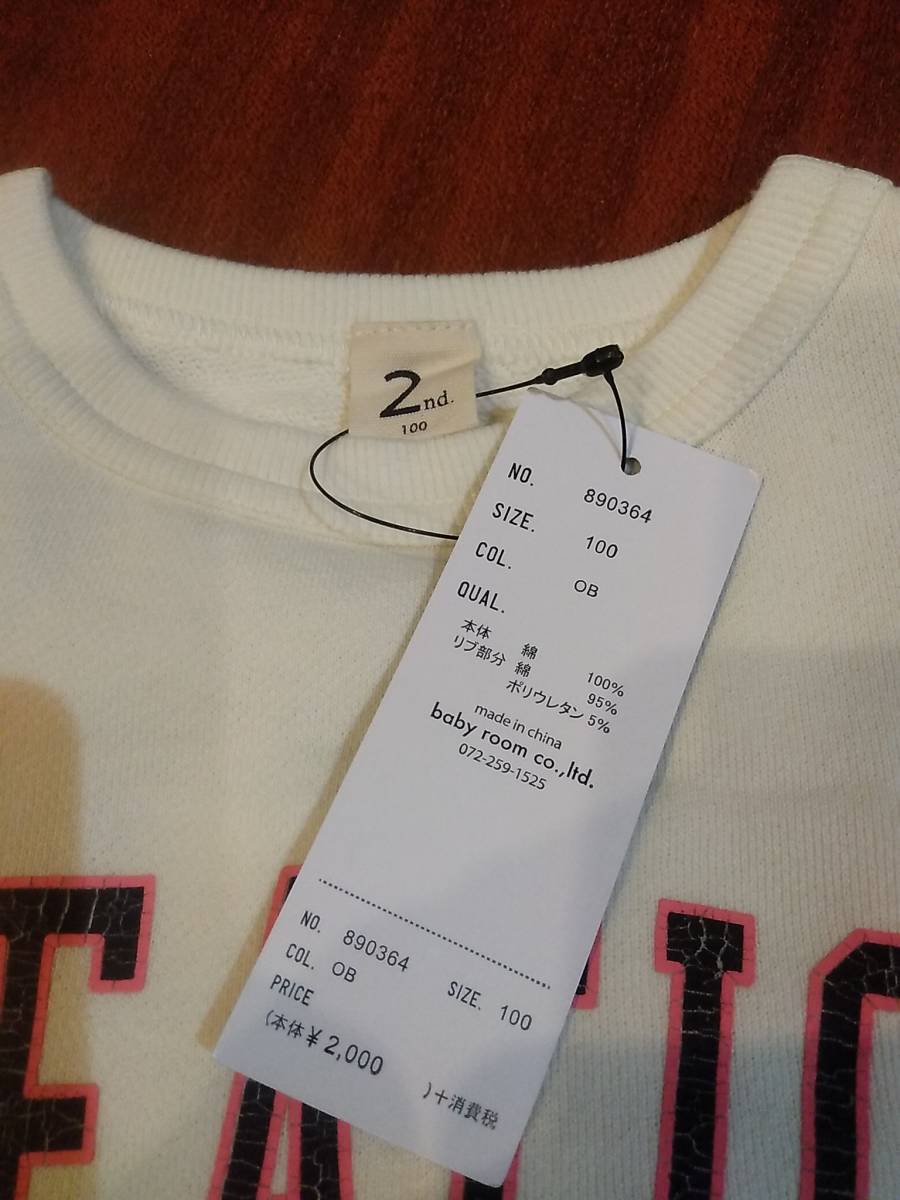 2nd.
100
NO. 890364
SIZE. 100
COL. OB
QUAL.
本体 綿 100%
リブ部分 綿 95%
ポリウレタン 5%
made in china
baby room co.,ltd.
072-259-1525
NO. 890364
COL. OB SIZE. 100
PRICE
(本体¥2,000 )+消費税